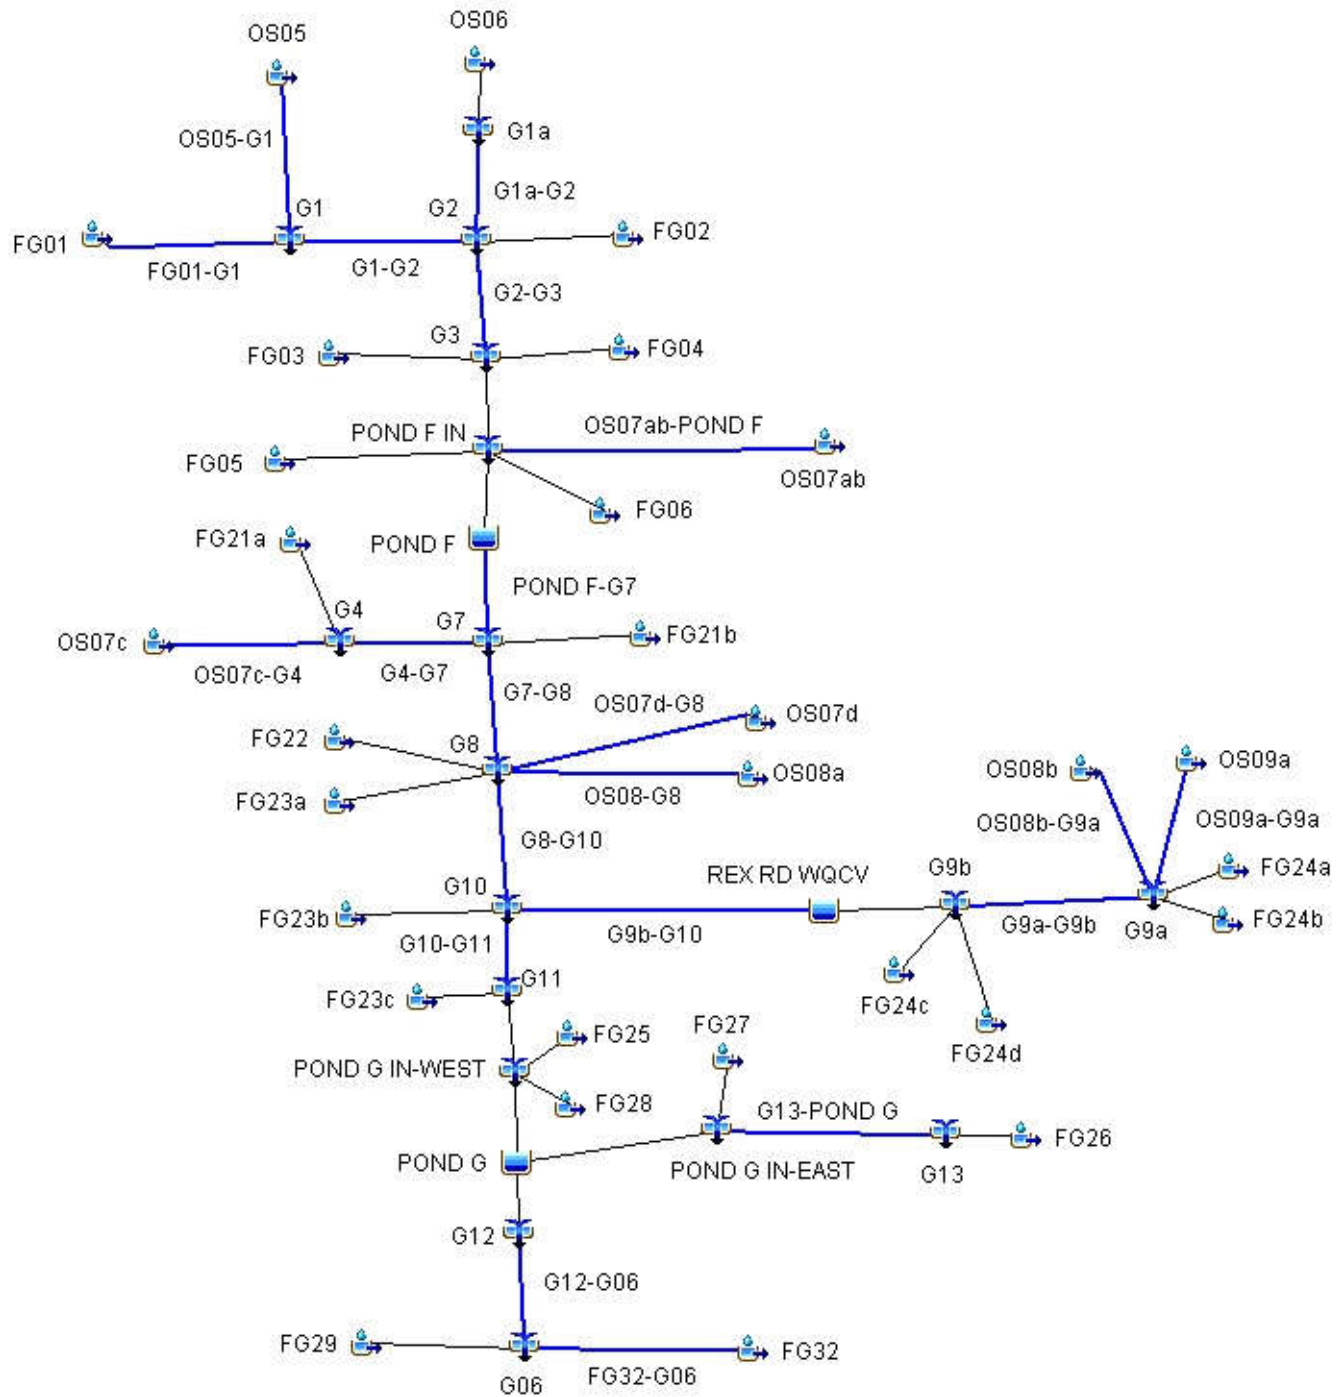 OS05
OS06
OS05-G1
G1a
G1a-G2
G1
G2
FG01
FG02
FG01-G1
G1-G2
G2-G3
G3
FG03
FG04
POND F IN
OS07ab-POND F
FG05
OS07ab
FG06
FG21a
POND F
POND F-G7
G4
G7
OS07c
FG21b
OS07c-G4
G4-G7
G7-G8
OS07d-G8
OS07d
FG22
G8
OS08a
OS08b
OS09a
FG23a
OS08-G8
OS08b-G9a
OS09a-G9a
G8-G10
REX RD WQCV
G9b
FG24a
G10
FG23b
G9b-G10
G9a-G9b
G9a
FG24b
G10-G11
G11
FG23c
FG24c
FG25
FG27
FG24d
POND G IN-WEST
FG28
G13-POND G
FG26
POND G
POND G IN-EAST
G13
G12
G12-G06
FG29
FG32
G06
FG32-G06